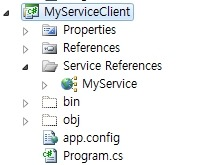 MyServiceClient
Properties
References
Service References
MyService
bin
obj
app.config
Program.cs